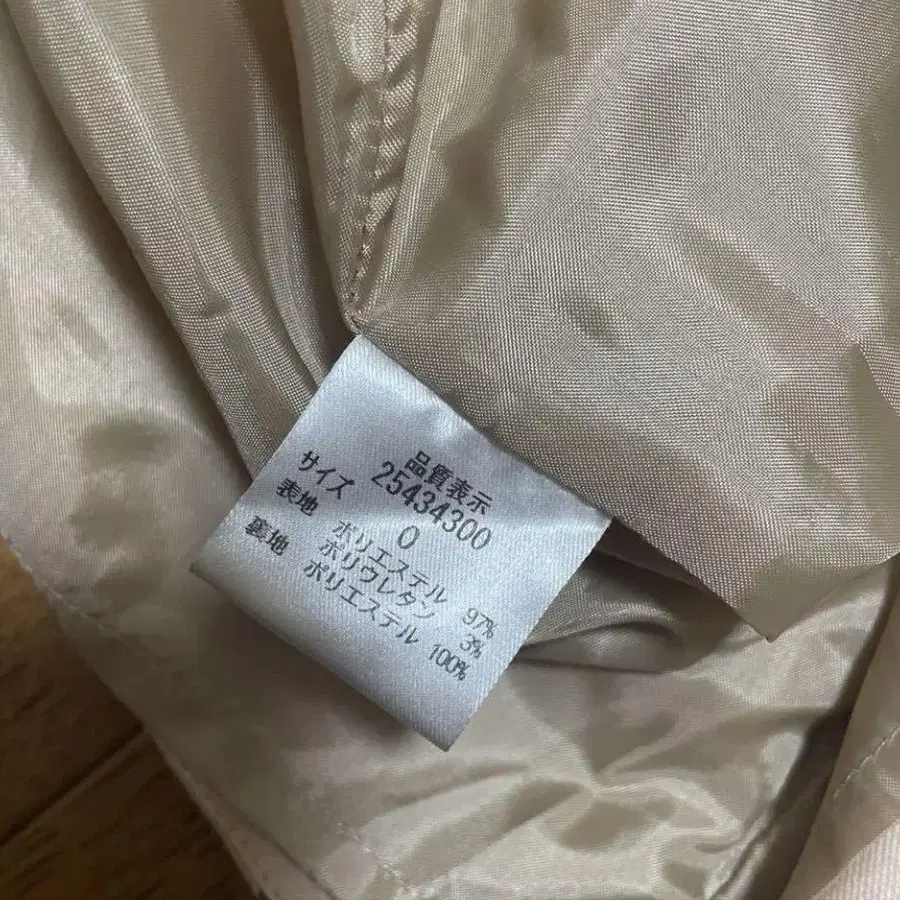 品質表示
25434300
サイズ 0
表地 ポリエステル 97%
ポリウレタン 3%
裏地 ポリエステル 100%